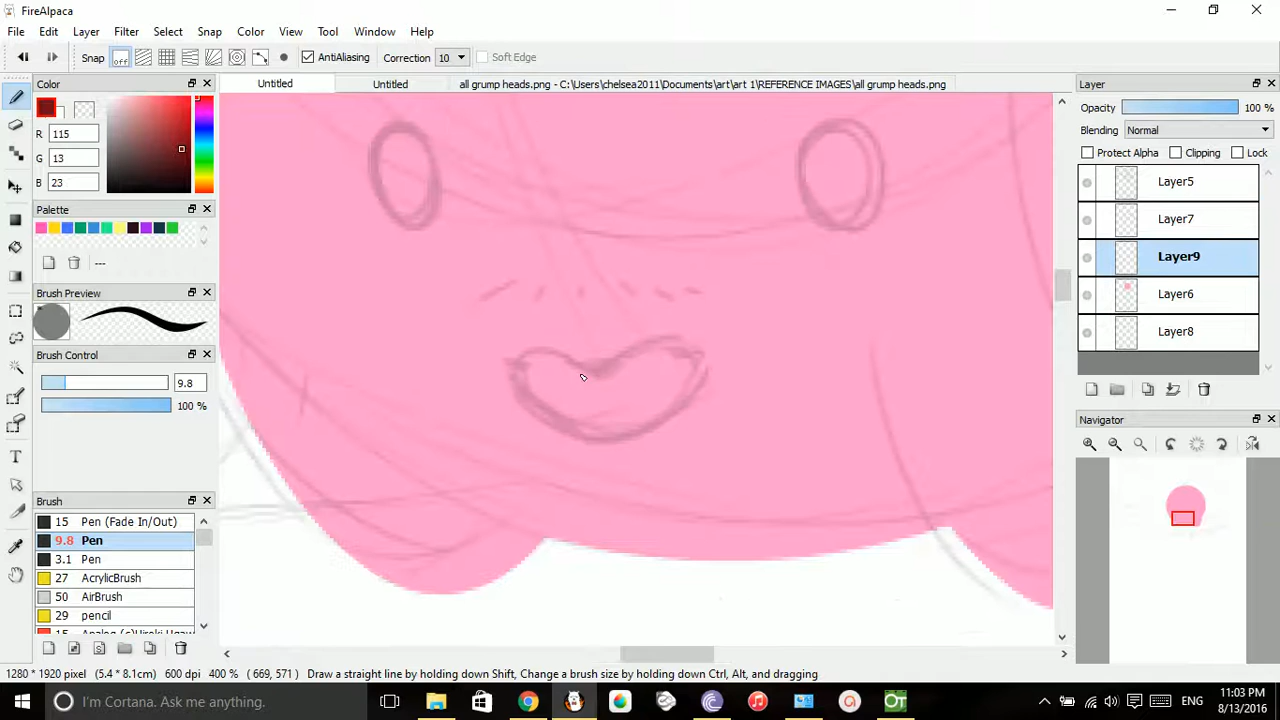 FireAlpaca
File Edit Layer Filter Select Snap Color View Tool Window Help
Snap off AntiAliasing Correction 10 Soft Edge
Color
Untitled
Untitled
all grump heads.png - C:\Users\chelsea2011\Documents\art\art 1\REFERENCE IMAGES\all grump heads.png
R 115
G 13
B 23
Palette
---
Brush Preview
Brush Control
9.8
100 %
Brush
15 Pen (Fade In/Out)
9.8 Pen
3.1 Pen
27 AcrylicBrush
50 AirBrush
29 pencil
Layer
Opacity 100 %
Blending Normal
Protect Alpha Clipping Lock
Layer5
Layer7
Layer9
Layer6
Layer8
Navigator
1280 * 1920 pixel (5.4 * 8.1cm) 600 dpi 400 % ( 669, 571 ) Draw a straight line by holding down Shift, Change a brush size by holding down Ctrl, Alt, and dragging
I'm Cortana. Ask me anything.
ENG
11:03 PM
8/13/2016